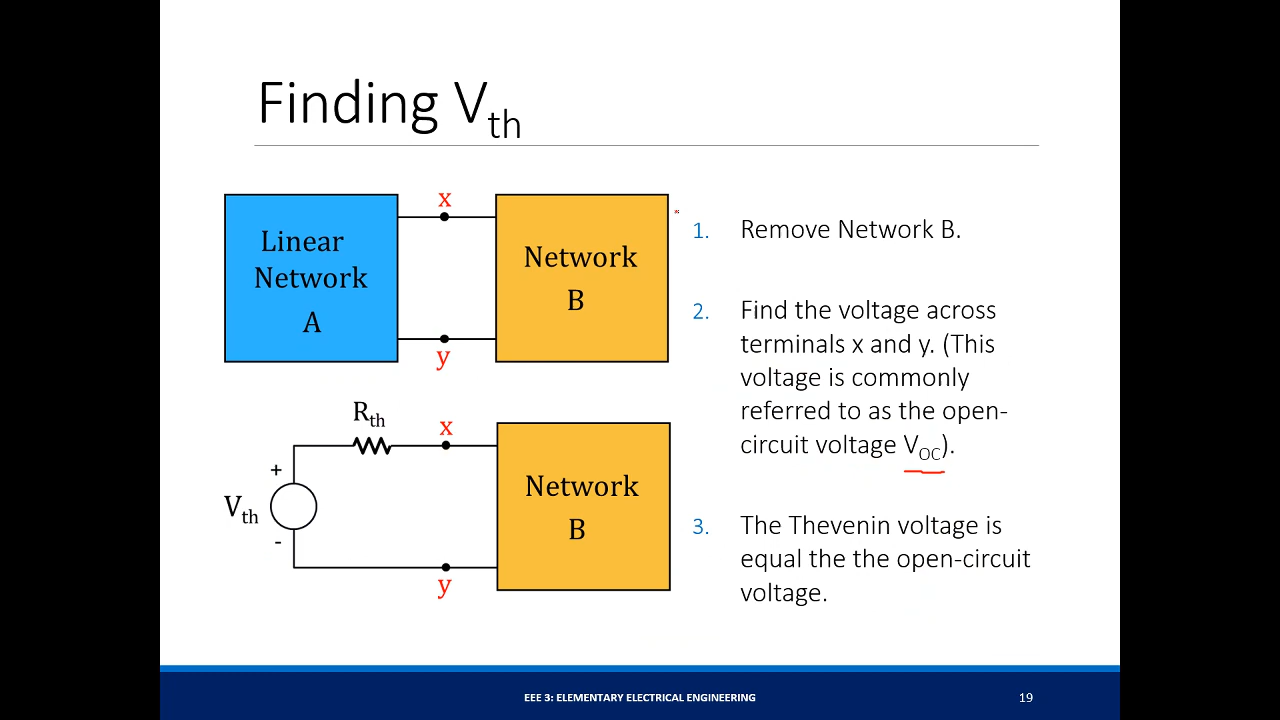 Finding Vth
x
Linear
Network
A
Network
B
y
Rth
x
+
Vth
-
Network
B
y
1. Remove Network B.
2. Find the voltage across
terminals x and y. (This
voltage is commonly
referred to as the open-
circuit voltage VOC).
3. The Thevenin voltage is
equal the the open-circuit
voltage.
EEE 3: ELEMENTARY ELECTRICAL ENGINEERING
19